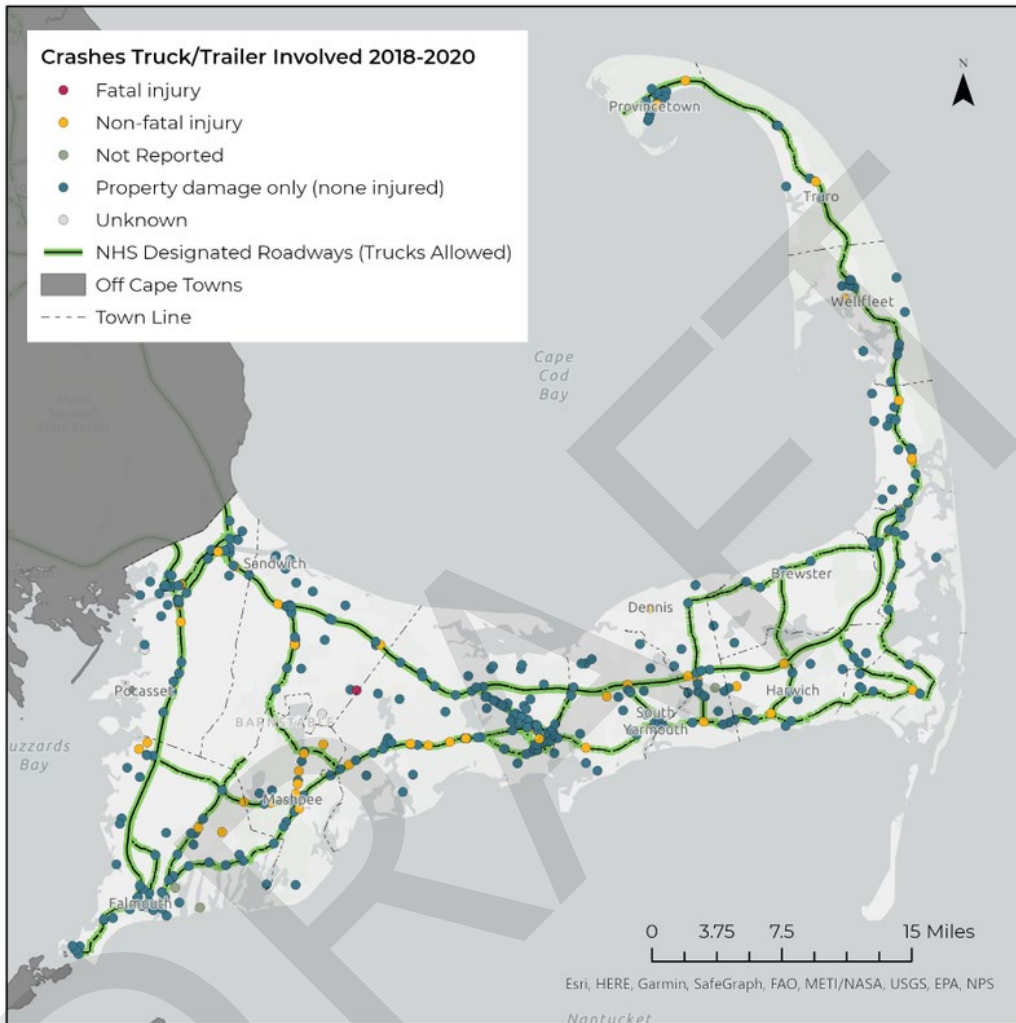 Crashes Truck/Trailer Involved 2018-2020
Fatal injury
Non-fatal injury
Not Reported
Property damage only (none injured)
Unknown
NHS Designated Roadways (Trucks Allowed)
Off Cape Towns
Town Line
N
Provincetown
Truro
Wellfleet
Cape
Cod
Bay
Sandwich
Brewster
Dennis
Pocasset
Harwich
BARNSTABLE
South
Yarmouth
uzzards
Bay
Mashpee
Falmouth
0 3.75 7.5 15 Miles
Esri, HERE, Garmin, SafeGraph, FAO, METI/NASA, USGS, EPA, NPS
Nantucket
DRAFT